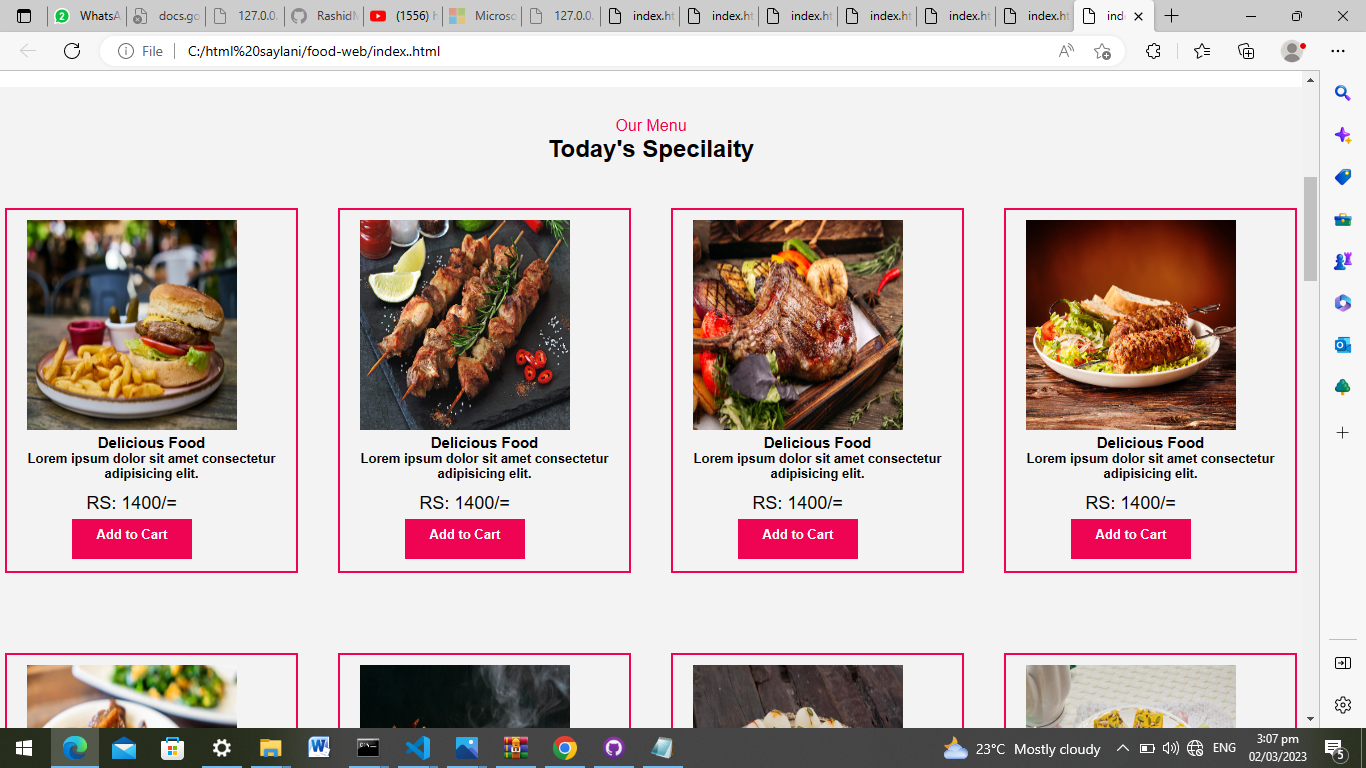 WhatsA
docs.go
127.0.0.
RashidM
(1556) h
Microso
127.0.0.
index.ht
index.ht
index.ht
index.ht
index.ht
index.ht
inde
File
C:/html%20saylani/food-web/index..html
Our Menu
Today's Specilaity
Delicious Food
Lorem ipsum dolor sit amet consectetur
adipisicing elit.
RS: 1400/=
Add to Cart
Delicious Food
Lorem ipsum dolor sit amet consectetur
adipisicing elit.
RS: 1400/=
Add to Cart
Delicious Food
Lorem ipsum dolor sit amet consectetur
adipisicing elit.
RS: 1400/=
Add to Cart
Delicious Food
Lorem ipsum dolor sit amet consectetur
adipisicing elit.
RS: 1400/=
Add to Cart
23°C Mostly cloudy
ENG
3:07 pm
02/03/2023
5